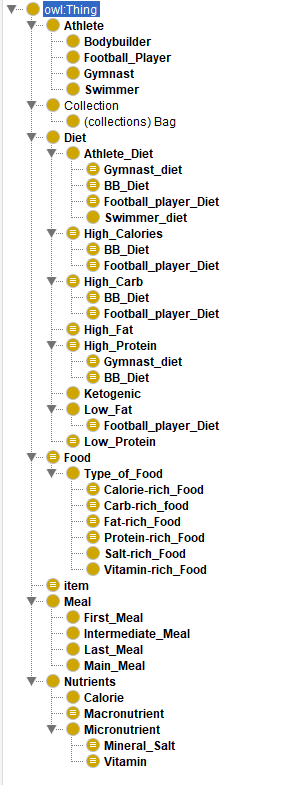 owl:Thing
Athlete
Bodybuilder
Football_Player
Gymnast
Swimmer
Collection
(collections) Bag
Diet
Athlete_Diet
Gymnast_diet
BB_Diet
Football_player_Diet
Swimmer_diet
High_Calories
BB_Diet
Football_player_Diet
High_Carb
BB_Diet
Football_player_Diet
High_Fat
High_Protein
Gymnast_diet
BB_Diet
Ketogenic
Low_Fat
Football_player_Diet
Low_Protein
Food
Type_of_Food
Calorie-rich_Food
Carb-rich_food
Fat-rich_Food
Protein-rich_Food
Salt-rich_Food
Vitamin-rich_Food
item
Meal
First_Meal
Intermediate_Meal
Last_Meal
Main_Meal
Nutrients
Calorie
Macronutrient
Micronutrient
Mineral_Salt
Vitamin